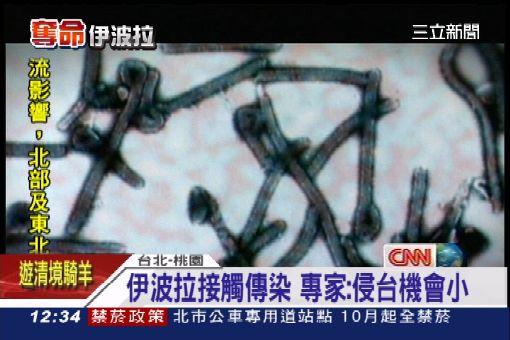 奪命伊波拉
三立新聞
流影響，北部及東北
CNN
台北-桃園
遊清境騎羊
伊波拉接觸傳染 專家:侵台機會小
12:34 禁菸政策 北市公車專用道站點 10月起全禁菸